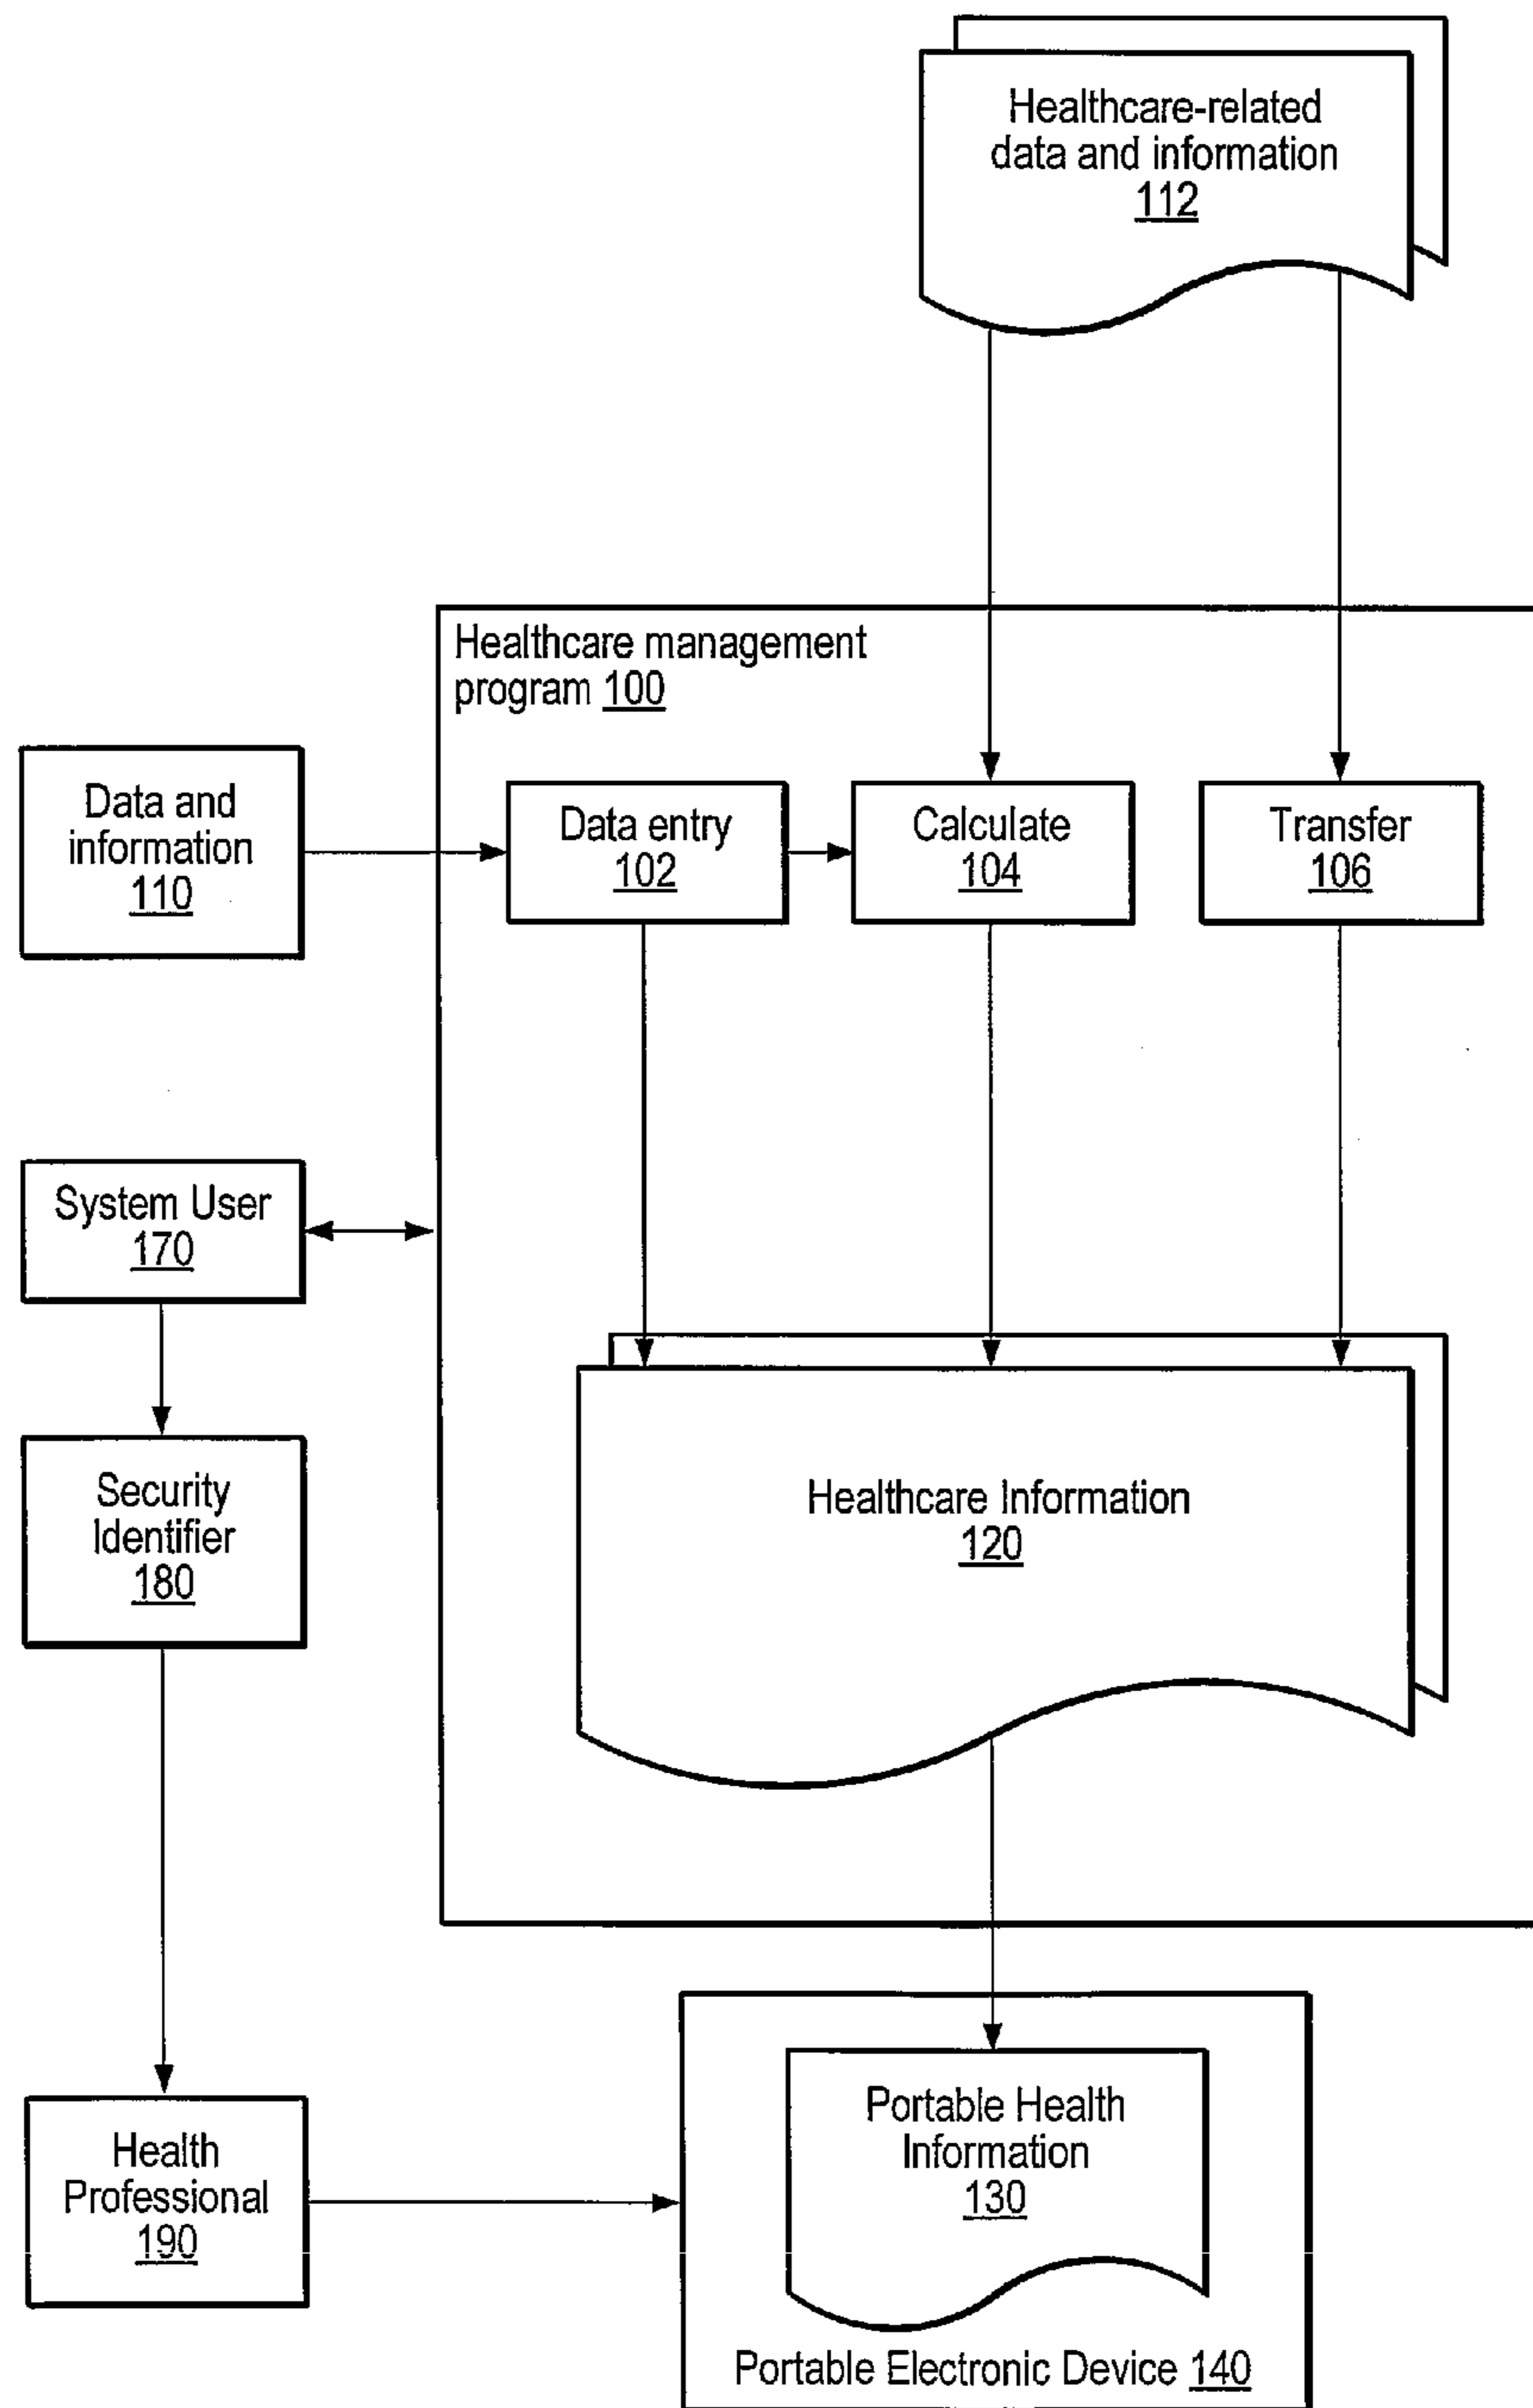 Healthcare-related
data and information
112
Healthcare management
program 100
Data and
information
110
Data entry
102
Calculate
104
Transfer
106
System User
170
Security
Identifier
180
Healthcare Information
120
Health
Professional
190
Portable Health
Information
130
Portable Electronic Device 140